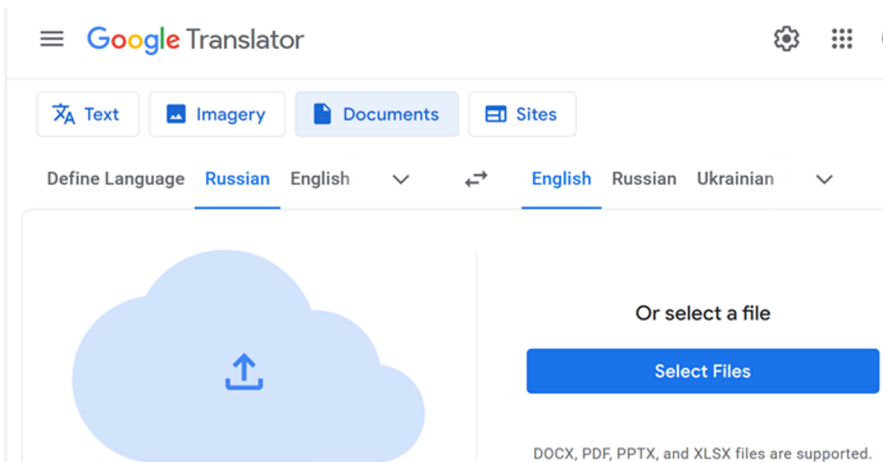 Google Translator
Text Imagery Documents Sites
Define Language Russian English English Russian Ukrainian
Or select a file
Select Files
DOCX, PDF, PPTX, and XLSX files are supported.